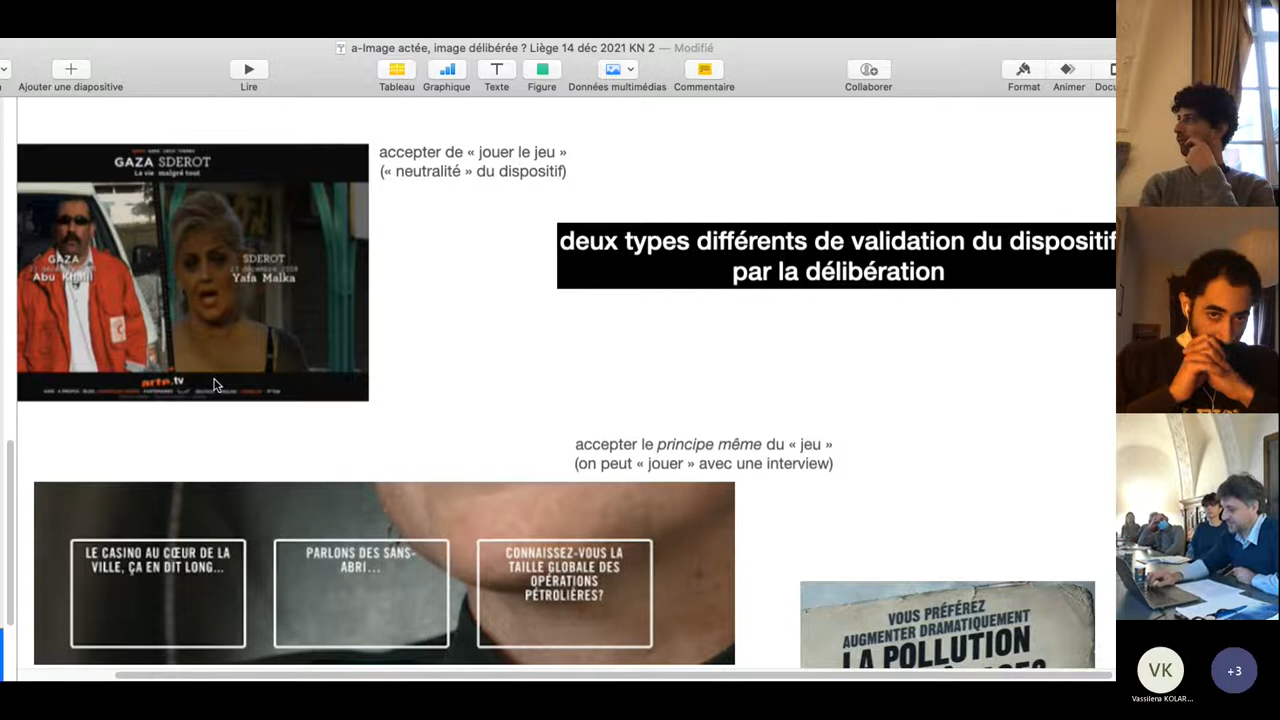 a-Image actée, image délibérée ? Liège 14 déc 2021 KN 2 — Modifié
Ajouter une diapositive
Lire
Tableau
Graphique
Texte
Figure
Données multimédias
Commentaire
Collaborer
Format
Animer
Docu
GAZA SDEROT
La vie malgré tout
GAZA
Abu Khalil
SDEROT
Yafa Malka
arte.tv
accepter de « jouer le jeu »
(« neutralité » du dispositif)
deux types différents de validation du dispositif
par la délibération
accepter le principe même du « jeu »
(on peut « jouer » avec une interview)
LE CASINO AU CŒUR DE LA
VILLE, ÇA EN DIT LONG...
PARLONS DES SANS-
ABRI...
CONNAISSEZ-VOUS LA
TAILLE GLOBALE DES
OPÉRATIONS
PÉTROLIÈRES?
VOUS PRÉFÉREZ
AUGMENTER DRAMATIQUEMENT
LA POLLUTION
VK
+3
Vassilera KOLAR...